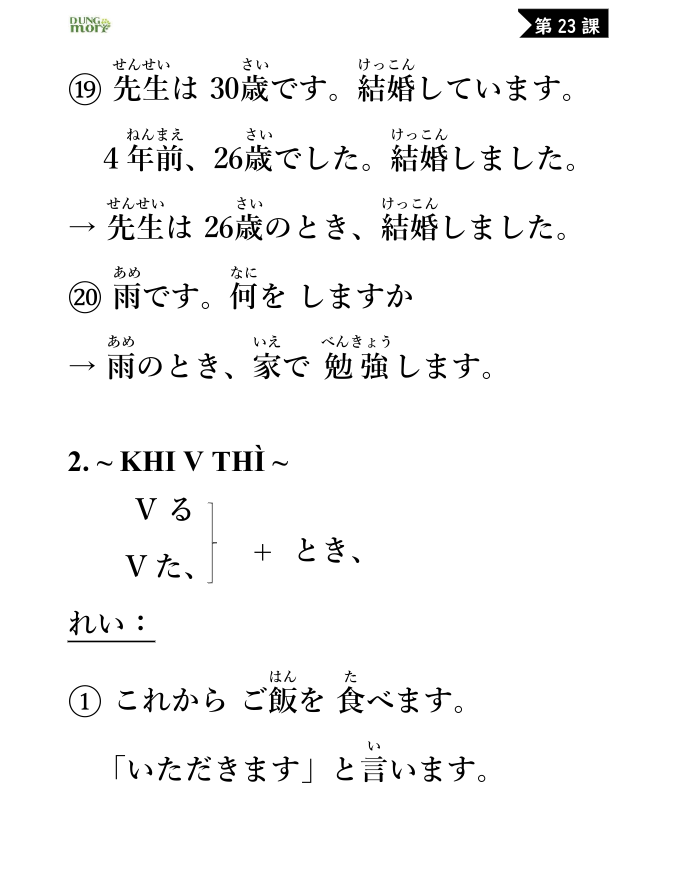 DUNG
mori
第 23 課
せんせい さい けっこん
⑲ 先生は 30歳です。結婚しています。
ねんまえ さい けっこん
4 年前、26歳でした。結婚しました。
せんせい さい けっこん
→ 先生は 26歳のとき、結婚しました。
あめ なに
⑳ 雨です。何を しますか
あめ いえ べんきょう
→ 雨のとき、家で 勉強します。
2. ~ KHI V THÌ ~
V る
V た、
+ とき、
れい：
はん た
① これから ご飯を 食べます。
い
「いただきます」と言います。